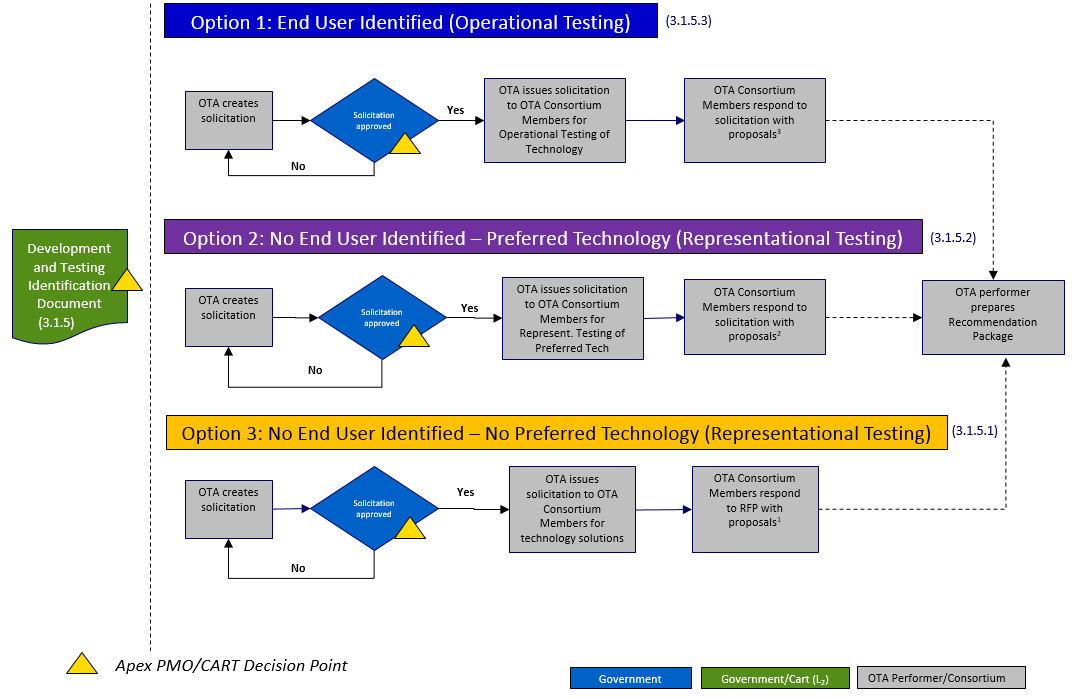 Option 1: End User Identified (Operational Testing)
(3.1.5.3)
OTA creates
solicitation
Solicitation
approved
Yes
No
OTA issues solicitation
to OTA Consortium
Members for
Operational Testing of
Technology
OTA Consortium
Members respond to
solicitation with
proposals³
Development
and Testing
Identification
Document
(3.1.5)
Option 2: No End User Identified – Preferred Technology (Representational Testing)
(3.1.5.2)
OTA creates
solicitation
Solicitation
approved
Yes
No
OTA issues solicitation
to OTA Consortium
Members for
Represent. Testing of
Preferred Tech
OTA Consortium
Members respond to
solicitation with
proposals²
OTA performer
prepares
Recommendation
Package
Option 3: No End User Identified – No Preferred Technology (Representational Testing)
(3.1.5.1)
OTA creates
solicitation
Solicitation
approved
Yes
No
OTA issues
solicitation to OTA
Consortium
Members for
technology solutions
OTA Consortium
Members respond
to RFP with
proposals¹
Apex PMO/CART Decision Point
Government
Government/Cart (L₂)
OTA Performer/Consortium